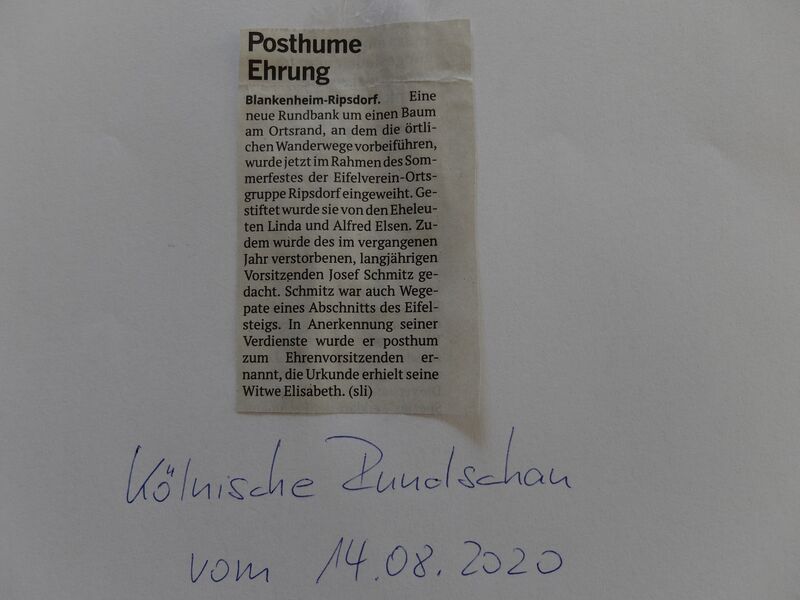 Posthume
Ehrung
Blankenheim-Ripsdorf. Eine
neue Rundbank um einen Baum
am Ortsrand, an dem die örtli-
chen Wanderwege vorbeiführen,
wurde jetzt im Rahmen des Som-
merfestes der Eifelverein-Orts-
gruppe Ripsdorf eingeweiht. Ge-
stiftet wurde sie von den Eheleu-
ten Linda und Alfred Elsen. Zu-
dem wurde des im vergangenen
Jahr verstorbenen, langjährigen
Vorsitzenden Josef Schmitz ge-
dacht. Schmitz war auch Wege-
pate eines Abschnitts des Eifel-
steigs. In Anerkennung seiner
Verdienste wurde er posthum
zum Ehrenvorsitzenden er-
nannt, die Urkunde erhielt seine
Witwe Elisabeth. (sli)
Kölnische Rundschau
vom 14.08.2020